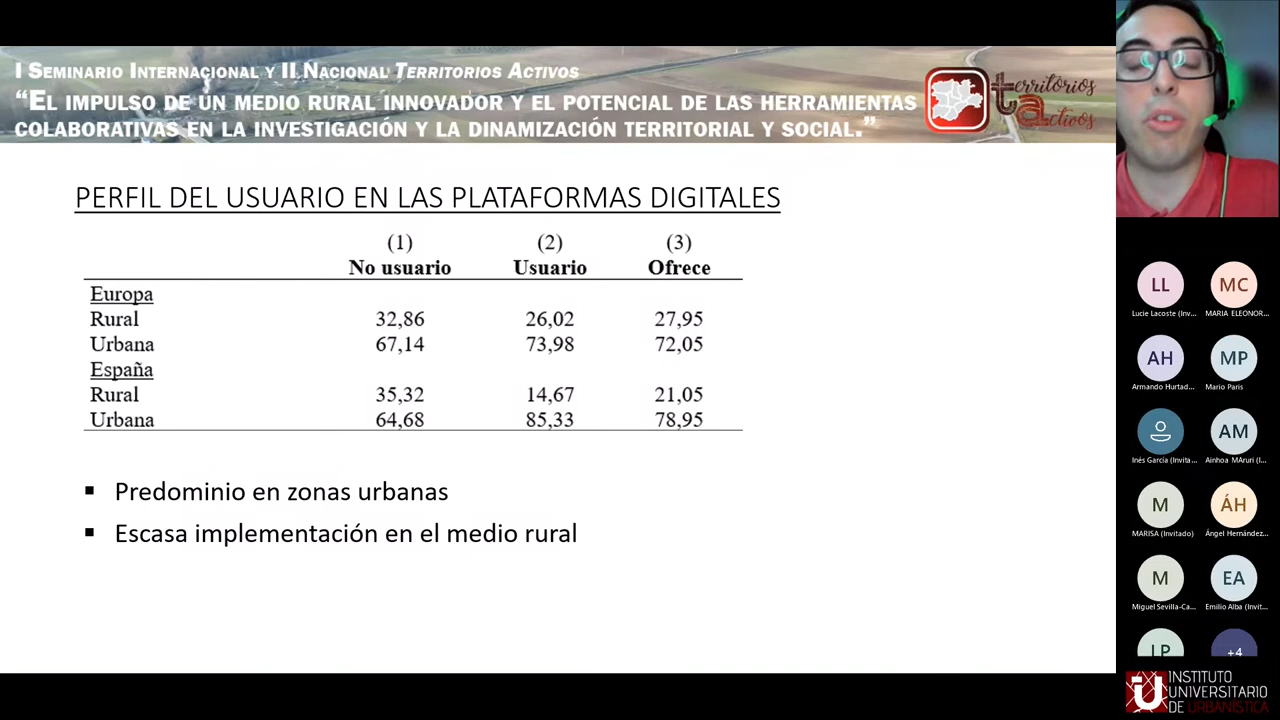 I Seminario Internacional y II Nacional Territorios Activos
“El impulso de un medio rural innovador y el potencial de las herramientas
colaborativas en la investigación y la dinamización territorial y social.”
territorios
ta
activos
PERFIL DEL USUARIO EN LAS PLATAFORMAS DIGITALES
(1) (2) (3)
No usuario Usuario Ofrece
Europa
Rural 32,86 26,02 27,95
Urbana 67,14 73,98 72,05
España
Rural 35,32 14,67 21,05
Urbana 64,68 85,33 78,95
▪ Predominio en zonas urbanas
▪ Escasa implementación en el medio rural
LL MC
Lucie Lacoste (Inv... MARIA ELEONOR...
AH MP
Armando Hurtad... Mario Paris
AM
Inés García (Invita... Ainhoa MAruri (I...
M ÁH
MARISA (Invitado) Ángel Hernández...
M EA
Miguel Sevilla-Ca... Emilio Alba (Invit...
LP +4
INSTITUTO
UNIVERSITARIO
DE URBANÍSTICA